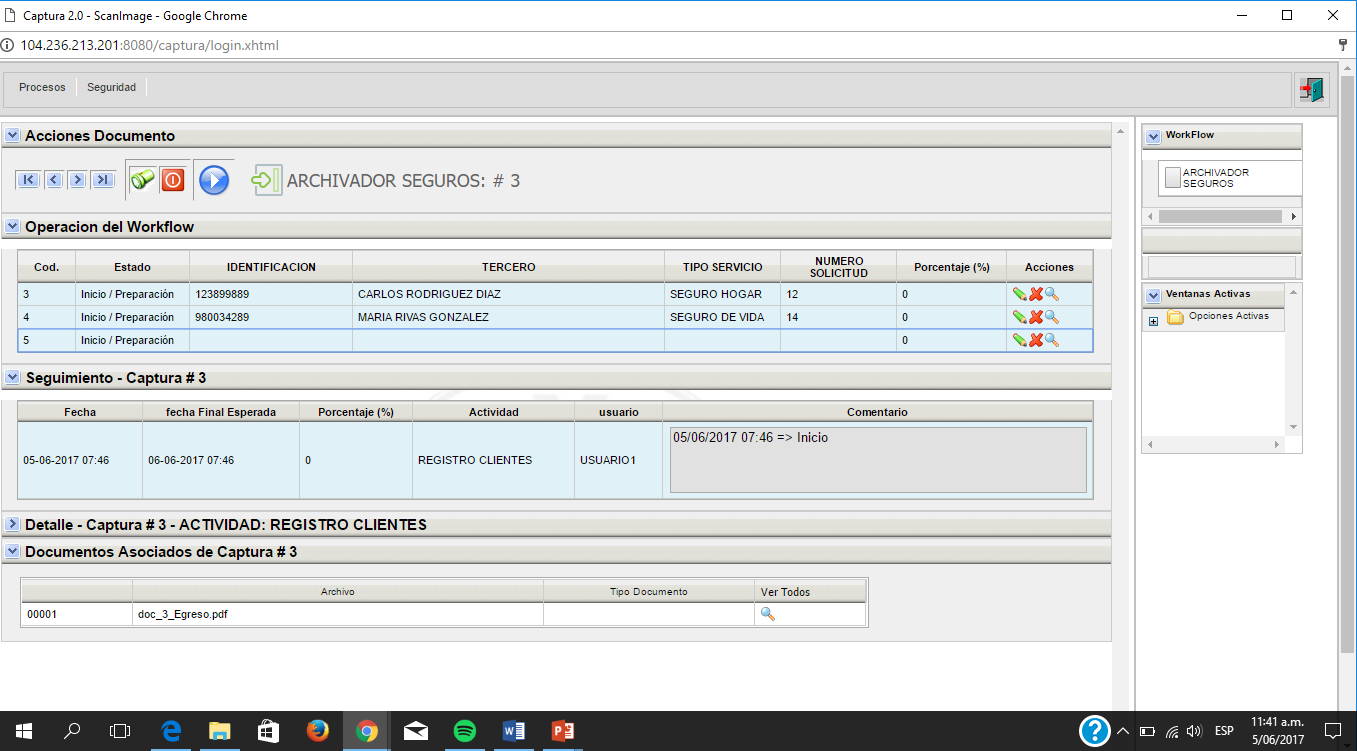 Captura 2.0 - ScanImage - Google Chrome
104.236.213.201:8080/captura/login.xhtml
Procesos Seguridad
Acciones Documento
ARCHIVADOR SEGUROS: # 3
Operacion del Workflow
Cod. Estado IDENTIFICACION TERCERO TIPO SERVICIO NUMERO SOLICITUD Porcentaje (%) Acciones
3 Inicio / Preparación 123899889 CARLOS RODRIGUEZ DIAZ SEGURO HOGAR 12 0
4 Inicio / Preparación 980034289 MARIA RIVAS GONZALEZ SEGURO DE VIDA 14 0
5 Inicio / Preparación 0
Seguimiento - Captura # 3
Fecha fecha Final Esperada Porcentaje (%) Actividad usuario Comentario
05-06-2017 07:46 06-06-2017 07:46 0 REGISTRO CLIENTES USUARIO1 05/06/2017 07:46 => Inicio
Detalle - Captura # 3 - ACTIVIDAD: REGISTRO CLIENTES
Documentos Asociados de Captura # 3
Archivo Tipo Documento Ver Todos
00001 doc_3_Egreso.pdf
WorkFlow
ARCHIVADOR
SEGUROS
Ventanas Activas
Opciones Activas
ESP
11:41 a.m.
5/06/2017